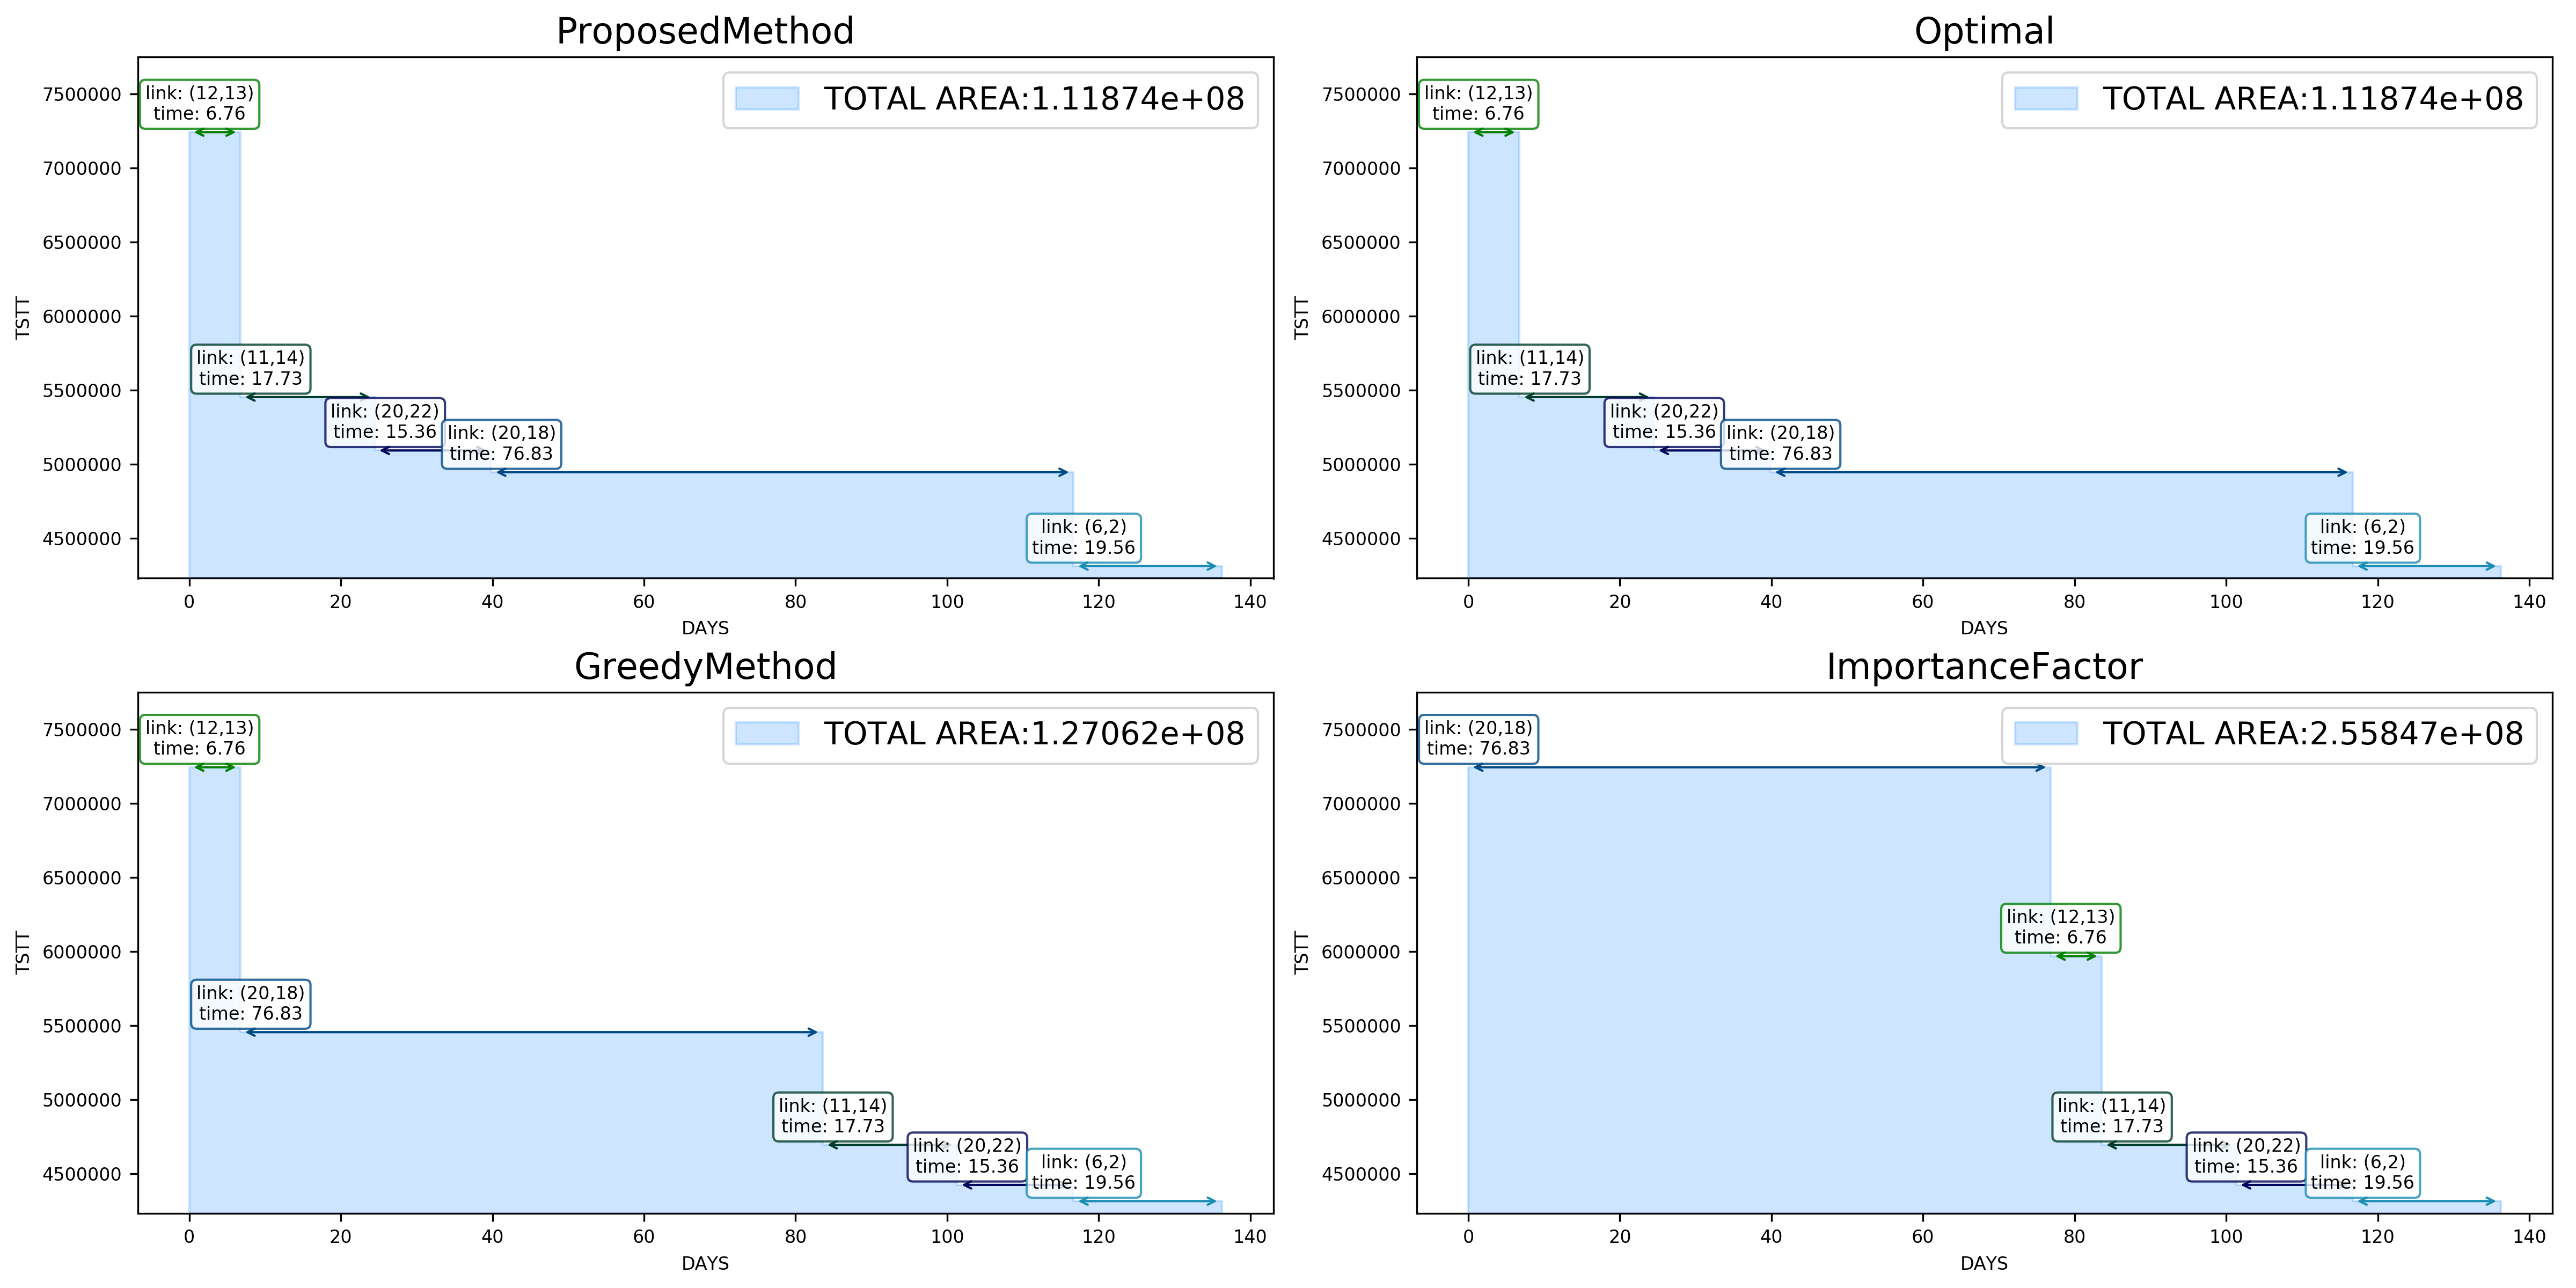 ProposedMethod
TOTAL AREA:1.11874e+08
link: (12,13)
time: 6.76
link: (11,14)
time: 17.73
link: (20,22)
time: 15.36
link: (20,18)
time: 76.83
link: (6,2)
time: 19.56
7500000
7000000
6500000
6000000
5500000
5000000
4500000
TSTT
0 20 40 60 80 100 120 140
DAYS
Optimal
TOTAL AREA:1.11874e+08
link: (12,13)
time: 6.76
link: (11,14)
time: 17.73
link: (20,22)
time: 15.36
link: (20,18)
time: 76.83
link: (6,2)
time: 19.56
7500000
7000000
6500000
6000000
5500000
5000000
4500000
TSTT
0 20 40 60 80 100 120 140
DAYS
GreedyMethod
TOTAL AREA:1.27062e+08
link: (12,13)
time: 6.76
link: (20,18)
time: 76.83
link: (11,14)
time: 17.73
link: (20,22)
time: 15.36
link: (6,2)
time: 19.56
7500000
7000000
6500000
6000000
5500000
5000000
4500000
TSTT
0 20 40 60 80 100 120 140
DAYS
ImportanceFactor
TOTAL AREA:2.55847e+08
link: (20,18)
time: 76.83
link: (12,13)
time: 6.76
link: (11,14)
time: 17.73
link: (20,22)
time: 15.36
link: (6,2)
time: 19.56
7500000
7000000
6500000
6000000
5500000
5000000
4500000
TSTT
0 20 40 60 80 100 120 140
DAYS